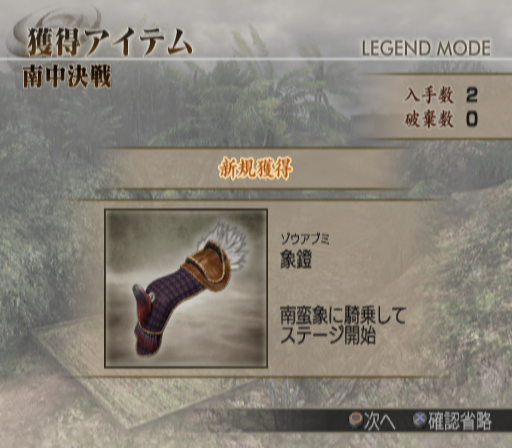 獲得アイテム
LEGEND MODE
南中決戦
入手数 2
破棄数 0
新規獲得
ゾウアブミ
象鐙
南蛮象に騎乗して
ステージ開始
次へ 確認省略